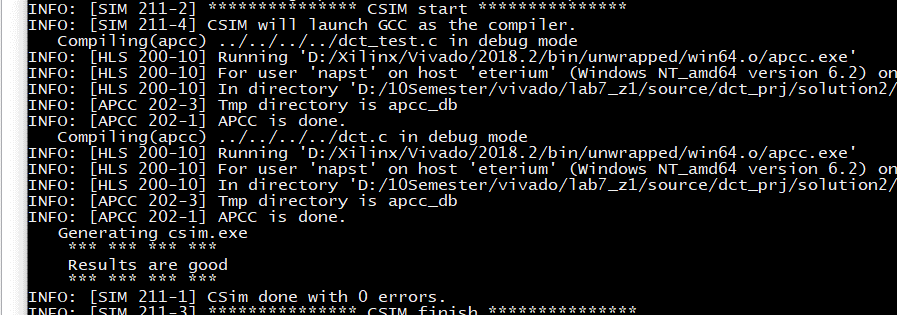 INFO: [SIM 211-2] *************** CSIM start ***************
INFO: [SIM 211-4] CSIM will launch GCC as the compiler.
   Compiling(apcc) ../../../../dct_test.c in debug mode
INFO: [HLS 200-10] Running 'D:/Xilinx/Vivado/2018.2/bin/unwrapped/win64.o/apcc.exe'
INFO: [HLS 200-10] For user 'napst' on host 'eterium' (Windows NT_amd64 version 6.2) on
INFO: [HLS 200-10] In directory 'D:/10Semester/vivado/lab7_z1/source/dct_prj/solution2/
INFO: [APCC 202-3] Tmp directory is apcc_db
INFO: [APCC 202-1] APCC is done.
   Compiling(apcc) ../../../../dct.c in debug mode
INFO: [HLS 200-10] Running 'D:/Xilinx/Vivado/2018.2/bin/unwrapped/win64.o/apcc.exe'
INFO: [HLS 200-10] For user 'napst' on host 'eterium' (Windows NT_amd64 version 6.2) on
INFO: [HLS 200-10] In directory 'D:/10Semester/vivado/lab7_z1/source/dct_prj/solution2/
INFO: [APCC 202-3] Tmp directory is apcc_db
INFO: [APCC 202-1] APCC is done.
   Generating csim.exe
    *** *** *** ***
    Results are good
    *** *** *** ***
INFO: [SIM 211-1] CSim done with 0 errors.
INFO: [SIM 211-3] *************** CSIM finish ***************